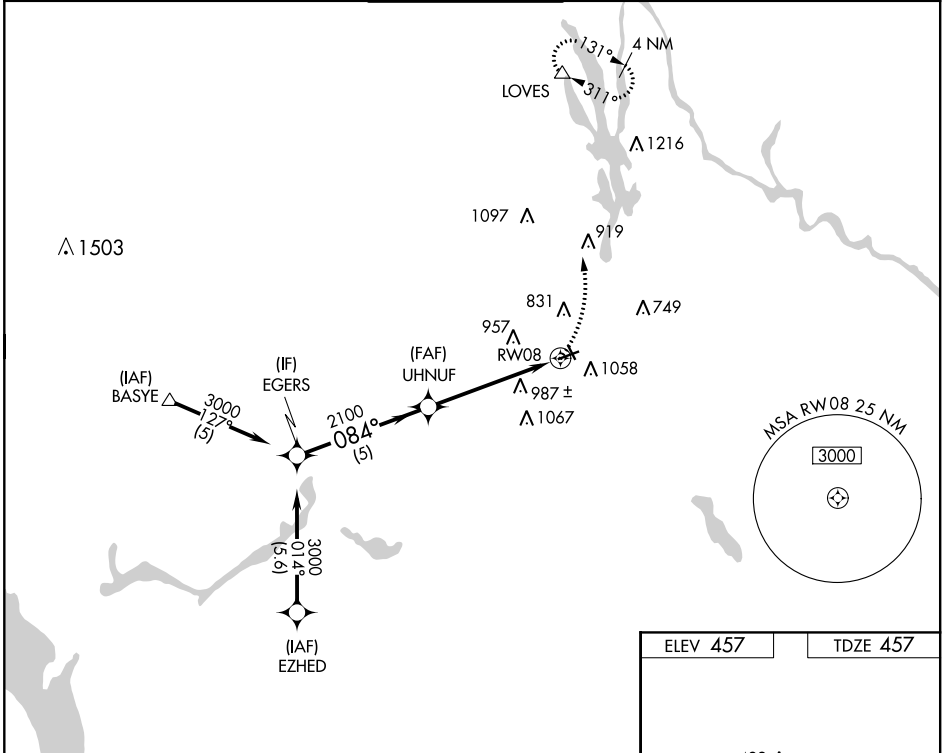 131°
4 NM
311°
LOVES
1216
1097
919
1503
831
749
957
RW08
(FAF)
UHNUF
(IF)
EGERS
1058
(IAF)
BASYE
3000
127°
(5)
987 ±
1067
2100
084°
(5)
MSA RW08 25 NM
3000
3000
014°
(5.6)
(IAF)
EZHED
ELEV 457
TDZE 457